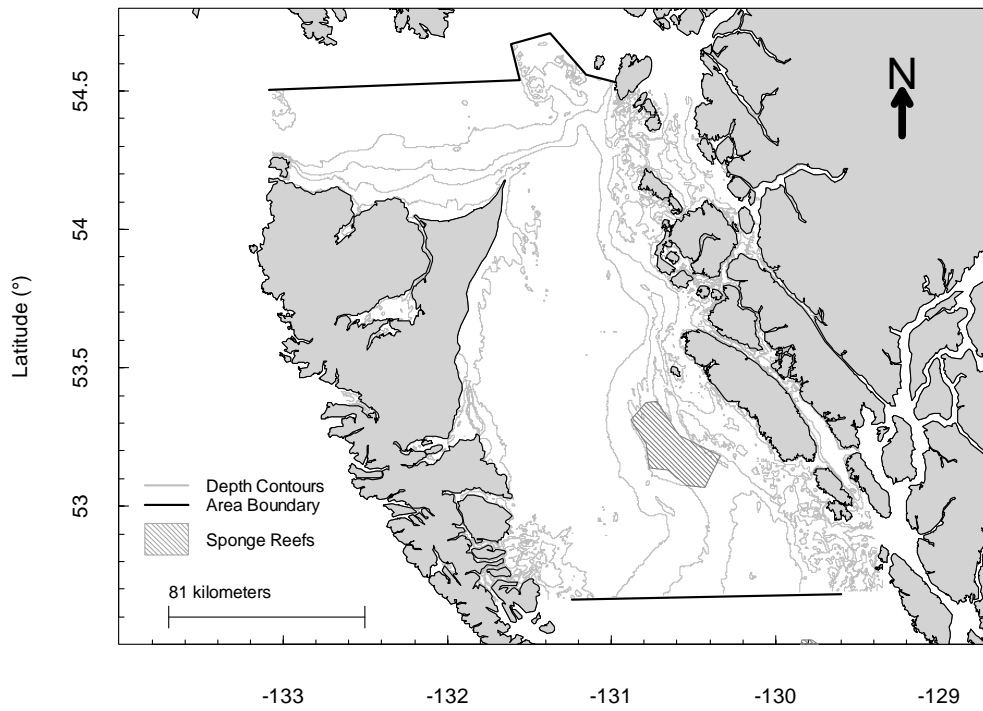 N
Latitude (°)
54.5
54
53.5
53
Depth Contours
Area Boundary
Sponge Reefs
81 kilometers
-133
-132
-131
-130
-129